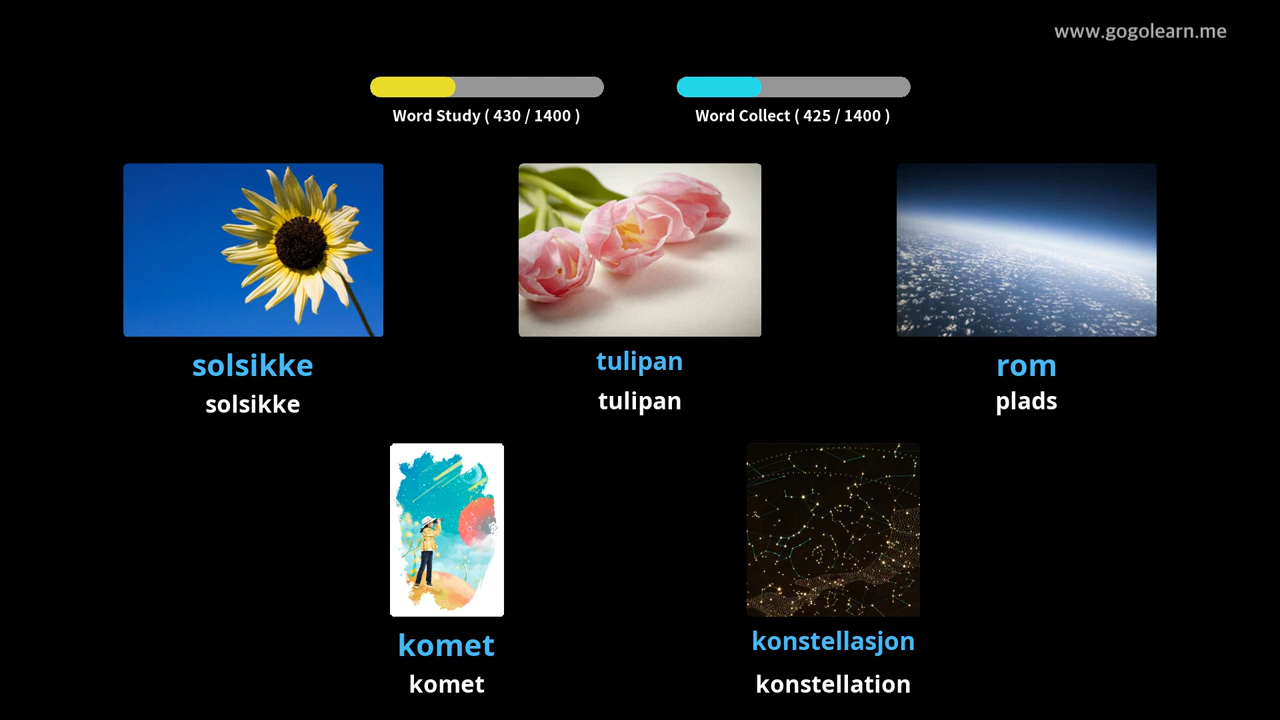 www.gogolearn.me
Word Study ( 430 / 1400 )
Word Collect ( 425 / 1400 )
solsikke
solsikke
tulipan
tulipan
rom
plads
komet
komet
konstellasjon
konstellation